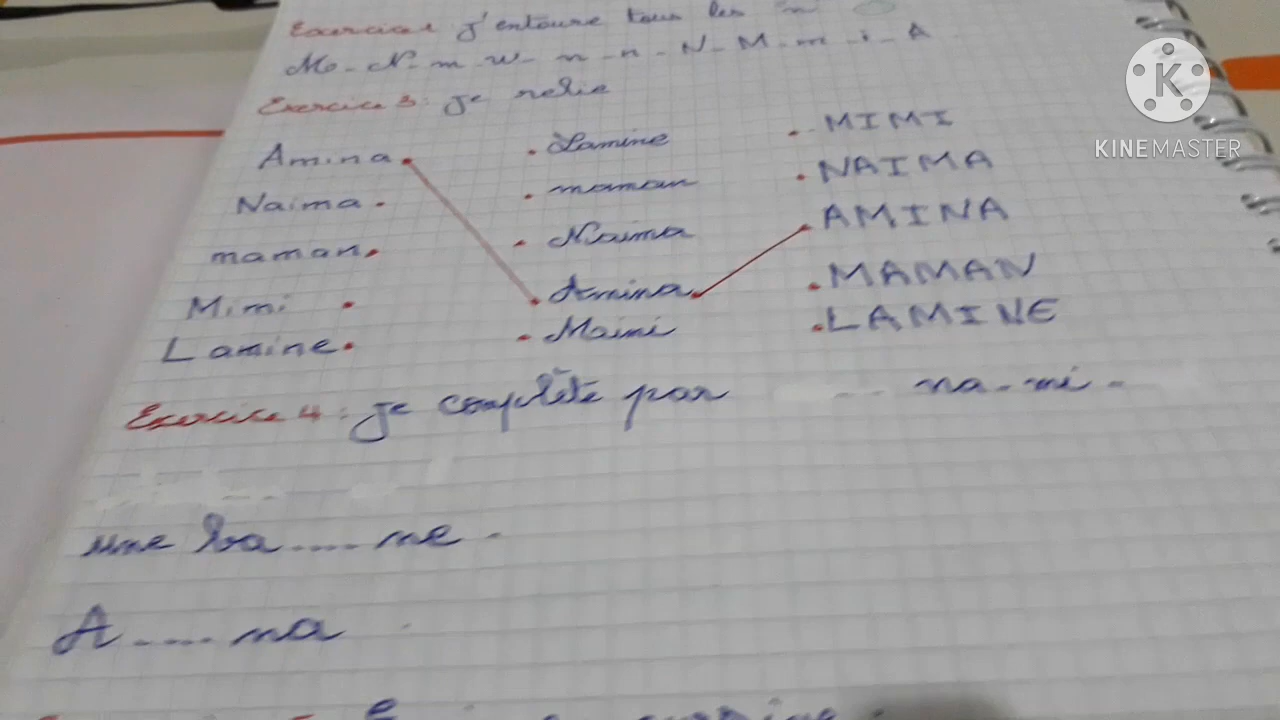 Exercice j'entoure tous les "n
M - N - m - w - n - n - N - M - m - i - A
Exercice 3 : je relie
Amina . . Lamine . MIMI
Naima . . maman . NAIMA
maman . . Naima AMINA
Mimi . . Amina . MAMAN
Lamine . . Mimi . LAMINE
Exercice 4 : je complète par ... na - mi -
une ba .... ne .
A ..... na
K
KINEMASTER